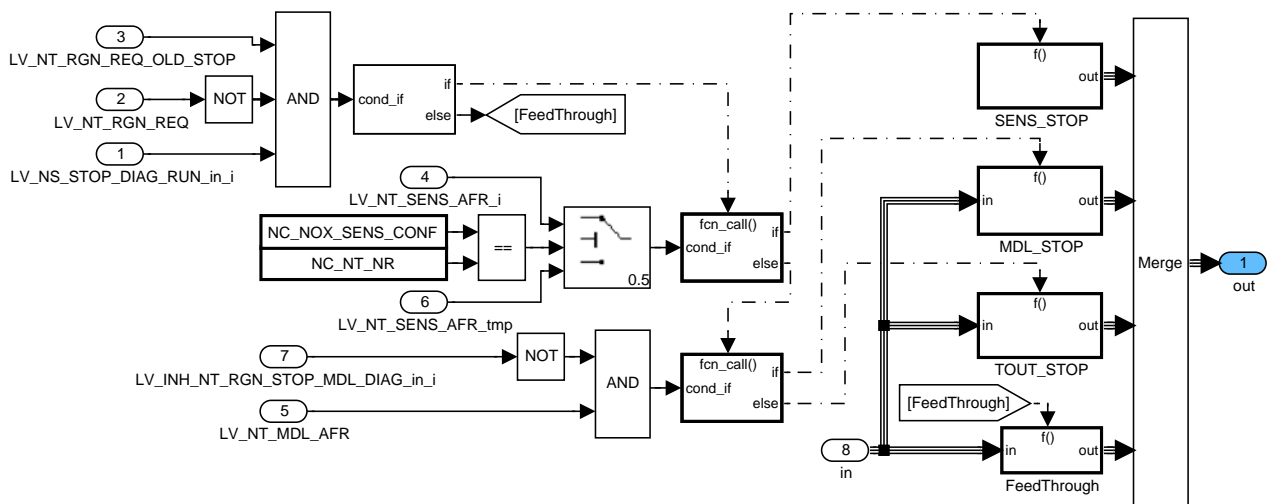 3
LV_NT_RGN_REQ_OLD_STOP
2
LV_NT_RGN_REQ
NOT
1
LV_NS_STOP_DIAG_RUN_in_i
AND
cond_if
if
else
[FeedThrough]
4
LV_NT_SENS_AFR_i
NC_NOX_SENS_CONF
NC_NT_NR
==
6
LV_NT_SENS_AFR_tmp
0.5
fcn_call()
cond_if
if
else
7
LV_INH_NT_RGN_STOP_MDL_DIAG_in_i
NOT
5
LV_NT_MDL_AFR
AND
fcn_call()
cond_if
if
else
f()
out
SENS_STOP
f()
in
out
MDL_STOP
f()
in
out
TOUT_STOP
[FeedThrough]
f()
8
in
in
out
FeedThrough
Merge
1
out